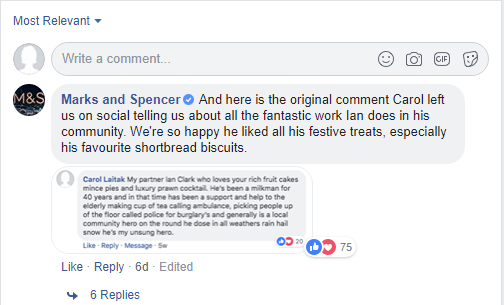 Most Relevant
Write a comment...
GIF
M&S
Marks and Spencer And here is the original comment Carol left
us on social telling us about all the fantastic work Ian does in his
community. We're so happy he liked all his festive treats, especially
his favourite shortbread biscuits.
Carol Laitak My partner Ian Clark who loves your rich fruit cakes
mince pies and luxury prawn cocktail. He's been a milkman for
40 years and in that time has been a support and help to the
elderly making cup of tea calling ambulance, picking people up
of the floor called police for burglary's and generally is a local
community hero on the round he dose in all weathers rain hail
snow he's my unsung hero.
20
Like · Reply · Message · 5w
75
Like · Reply · 6d · Edited
6 Replies